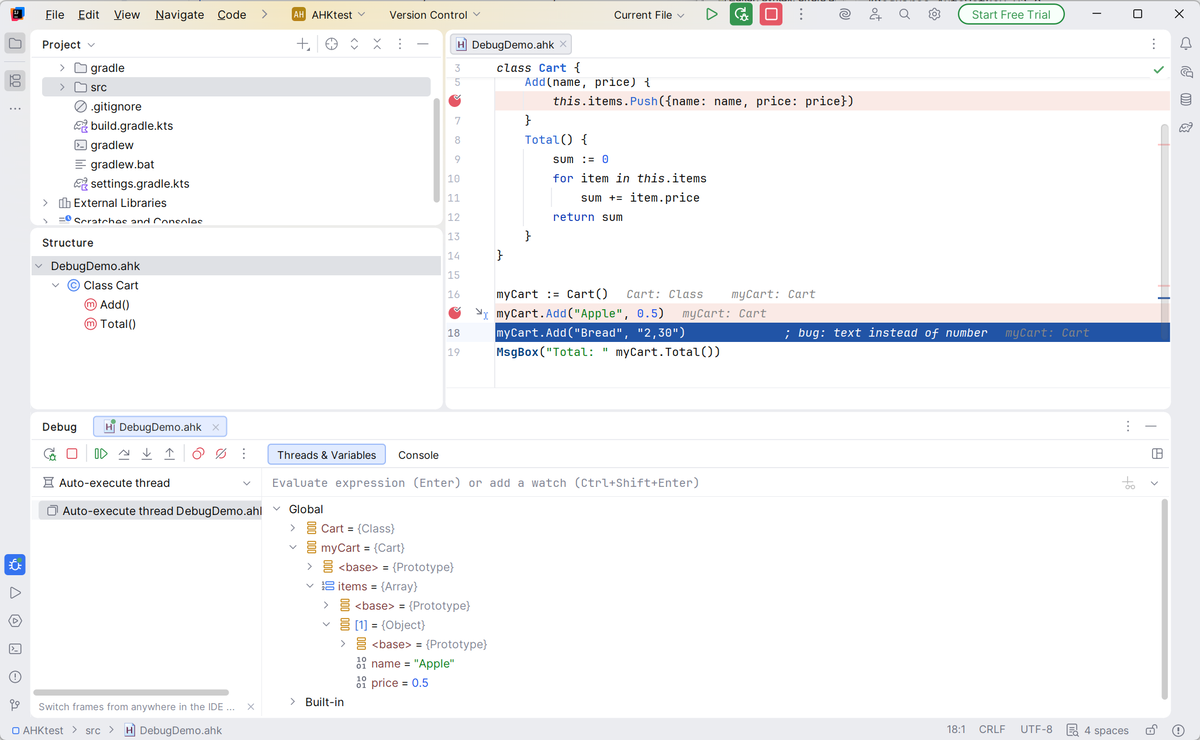 File Edit View Navigate Code AH AHKtest Version Control Current File Start Free Trial
Project
gradle
src
.gitignore
build.gradle.kts
gradlew
gradlew.bat
settings.gradle.kts
External Libraries
Scratches and Consoles
Structure
DebugDemo.ahk
Class Cart
Add()
Total()
DebugDemo.ahk
3 class Cart {
5 Add(name, price) {
this.items.Push({name: name, price: price})
7 }
8 Total() {
9 sum := 0
10 for item in this.items
11 sum += item.price
12 return sum
13 }
14 }
15
16 myCart := Cart() Cart: Class myCart: Cart
myCart.Add("Apple", 0.5) myCart: Cart
18 myCart.Add("Bread", "2,30") ; bug: text instead of number myCart: Cart
19 MsgBox("Total: " myCart.Total())
Debug DebugDemo.ahk
Threads & Variables Console
Auto-execute thread
Auto-execute thread DebugDemo.ahl
Switch frames from anywhere in the IDE ...
Evaluate expression (Enter) or add a watch (Ctrl+Shift+Enter)
Global
Cart = {Class}
myCart = {Cart}
<base> = {Prototype}
items = {Array}
<base> = {Prototype}
[1] = {Object}
<base> = {Prototype}
name = "Apple"
price = 0.5
Built-in
AHKtest src DebugDemo.ahk 18:1 CRLF UTF-8 4 spaces